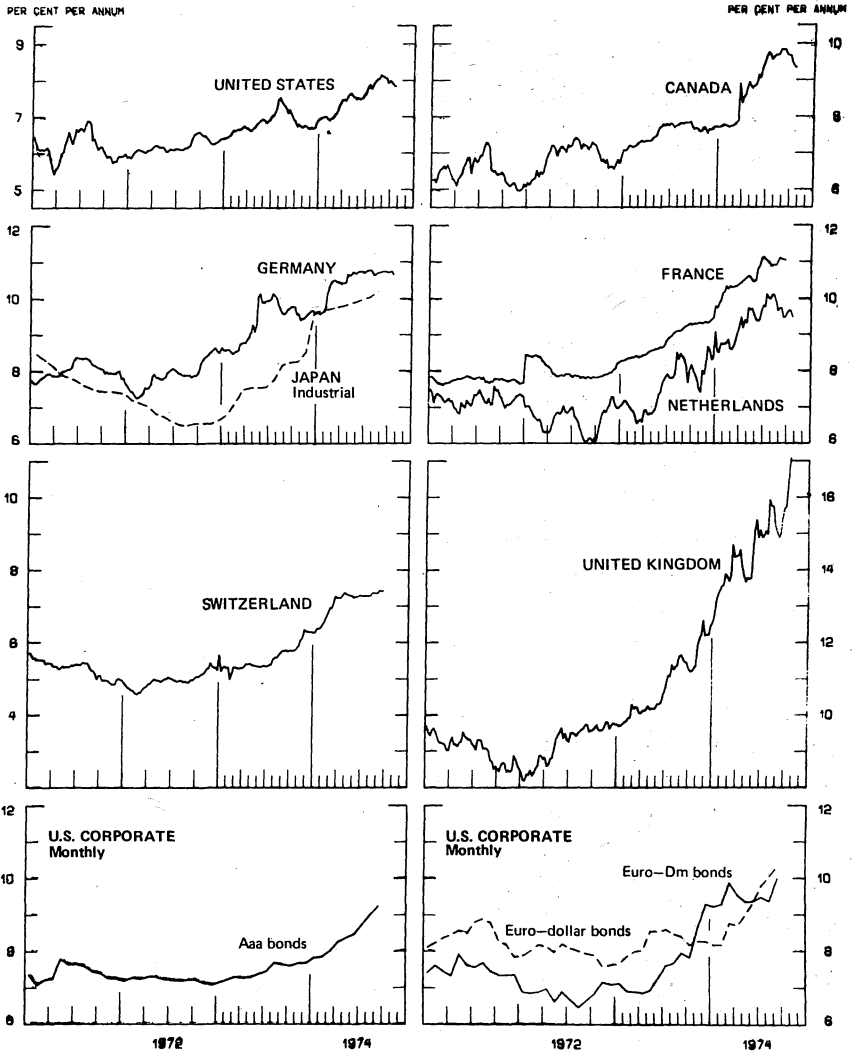 PER CENT PER ANNUM
PER CENT PER ANNUM
9
7
5
UNITED STATES
10
8
6
CANADA
12
10
8
6
GERMANY
JAPAN
Industrial
12
10
8
6
FRANCE
NETHERLANDS
10
8
6
4
SWITZERLAND
16
14
12
10
UNITED KINGDOM
12
10
8
6
U.S. CORPORATE
Monthly
Aaa bonds
1972
1974
12
10
8
6
U.S. CORPORATE
Monthly
Euro–Dm bonds
Euro–dollar bonds
1972
1974